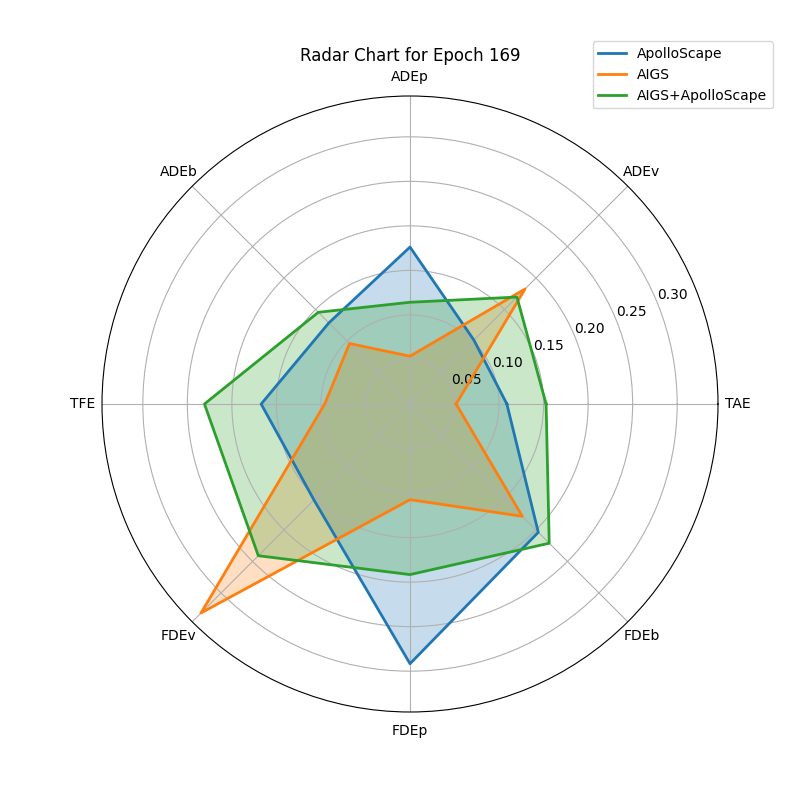 Radar Chart for Epoch 169
ApolloScape
AIGS
AIGS+ApolloScape
ADEp
ADEb
ADEv
0.30
0.25
0.20
0.15
0.10
0.05
TFE
TAE
FDEv
FDEb
FDEp